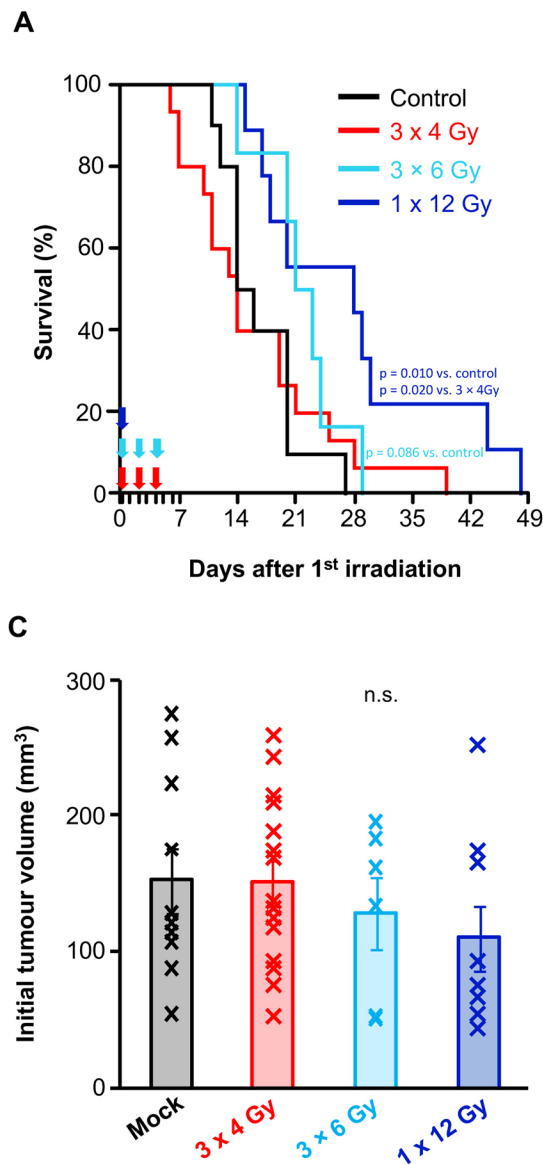 A
100
80
60
40
20
0
Survival (%)
Control
3 x 4 Gy
3 × 6 Gy
1 x 12 Gy
p = 0.010 vs. control
p = 0.020 vs. 3 × 4Gy
p = 0.086 vs. control
0 7 14 21 28 35 42 49
Days after 1st irradiation
C
300
200
100
0
Initial tumour volume (mm³)
n.s.
Mock
3 x 4 Gy
3 × 6 Gy
1 x 12 Gy